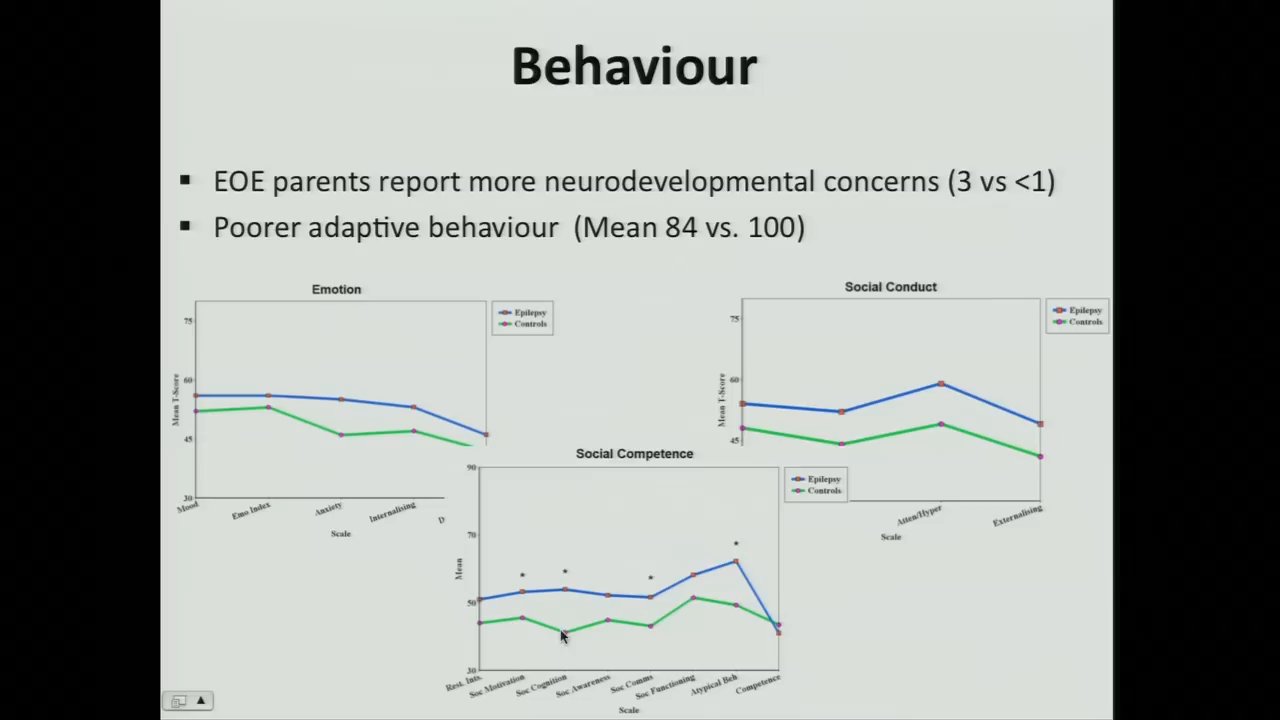 Behaviour
▪ EOE parents report more neurodevelopmental concerns (3 vs <1)
▪ Poorer adaptive behaviour (Mean 84 vs. 100)
Emotion
75
60
45
30
Mean T-Score
Mood
Emo Index
Anxiety
Internalising
D
Scale
Epilepsy
Controls
Social Conduct
75
60
45
Mean T-Score
Atten/Hyper
Externalising
Scale
Epilepsy
Controls
Social Competence
90
70
50
30
Mean
* * * *
Rest. Ints.
Soc Motivation
Soc Cognition
Soc Awareness
Soc Comms
Soc Functioning
Atypical Beh
Competence
Scale
Epilepsy
Controls